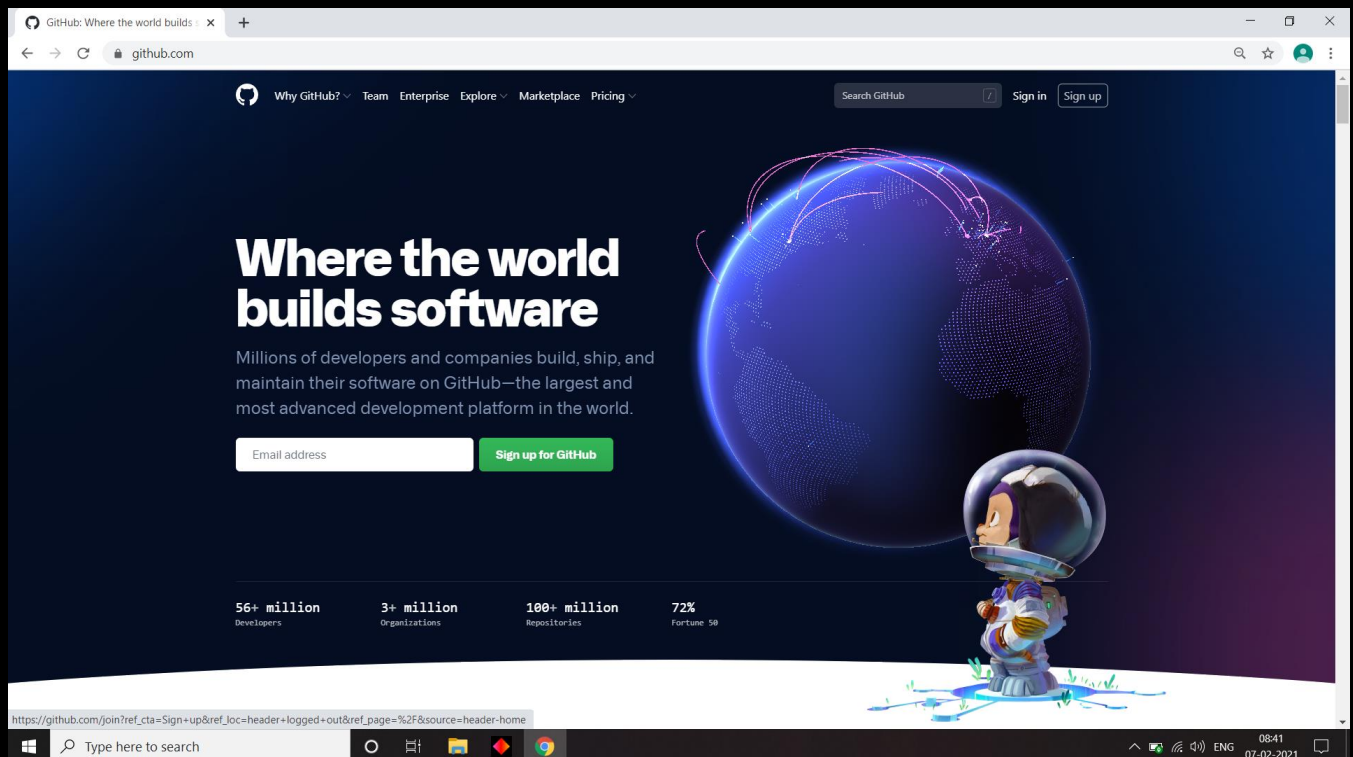 GitHub: Where the world builds s
github.com
Why GitHub? Team Enterprise Explore Marketplace Pricing Search GitHub / Sign in Sign up
Where the world
builds software
Millions of developers and companies build, ship, and
maintain their software on GitHub—the largest and
most advanced development platform in the world.
Email address Sign up for GitHub
56+ million 3+ million 100+ million 72%
Developers Organizations Repositories Fortune 50
https://github.com/join?ref_cta=Sign+up&ref_loc=header+logged+out&ref_page=%2F&source=header-home
Type here to search ENG 08:41
07-02-2021